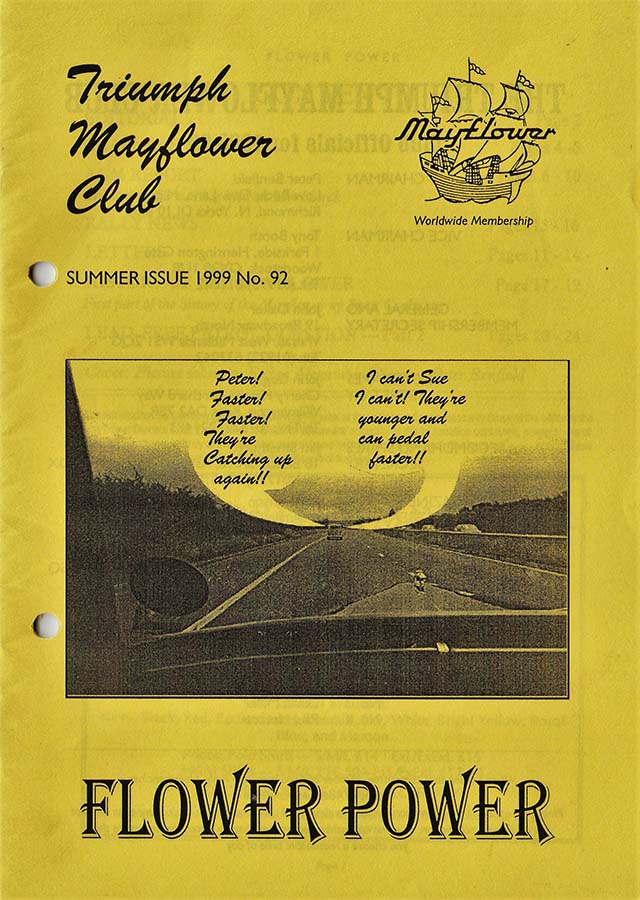 Triumph
Mayflower
Club
Mayflower
Worldwide Membership
SUMMER ISSUE 1999 No. 92
Peter!
Faster!
Faster!
They're
Catching up
again!!
I can't Sue
I can't! They're
younger and
can pedal
faster!!
FLOWER POWER